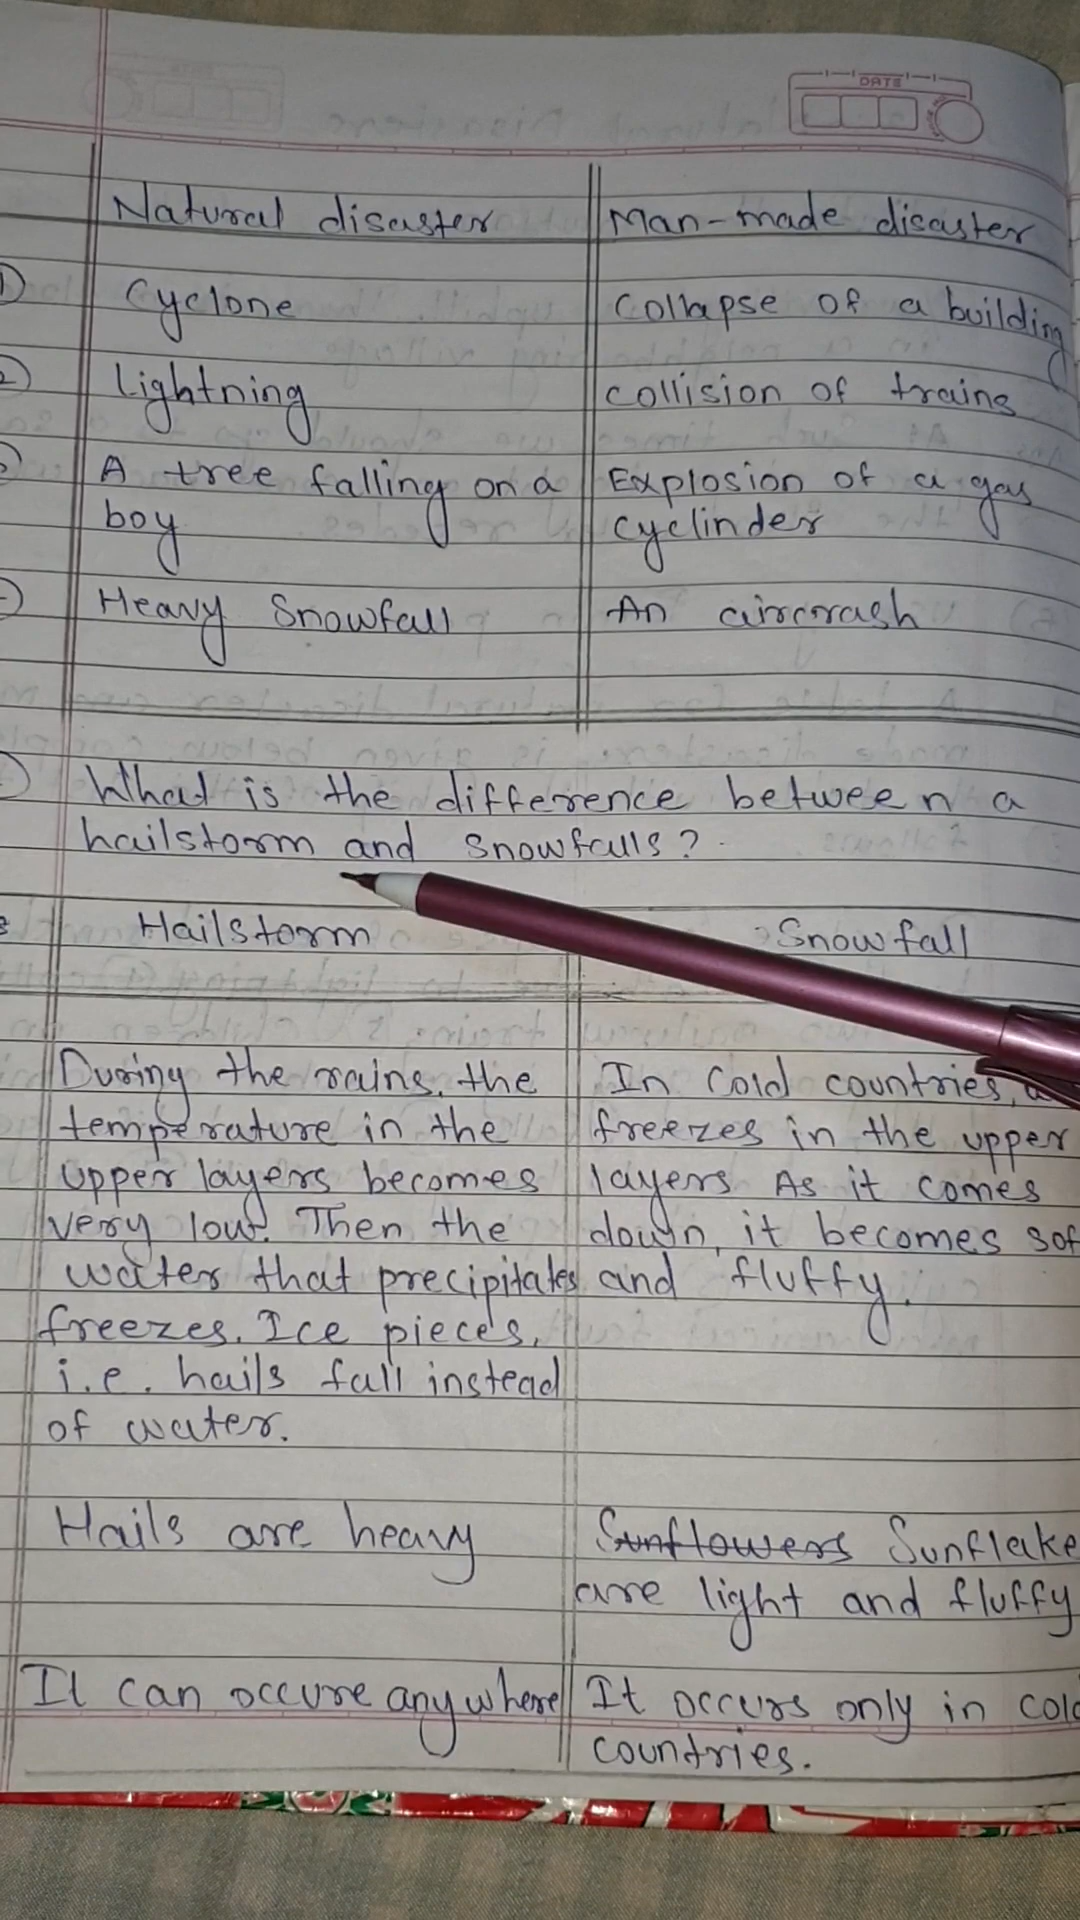 DATE
Natural disaster Man-made disaster
1) Cyclone Collapse of a building
2) Lightning Collision of trains
A tree falling on a Explosion of a gas
boy cyclinder
Heavy Snowfall An aircrash
What is the difference between a
hailstorm and snowfalls?
Hailstorm Snowfall
During the rains, the In Cold countries,
temperature in the freezes in the upper
upper layers becomes layers As it comes
very low. Then the down, it becomes sof
water that precipitates and fluffy.
freezes. Ice pieces,
i.e. hails fall instead
of water.
Hails are heavy Sunflowers Sunflake
are light and fluffy
It can occure anywhere It occurs only in cold
countries.